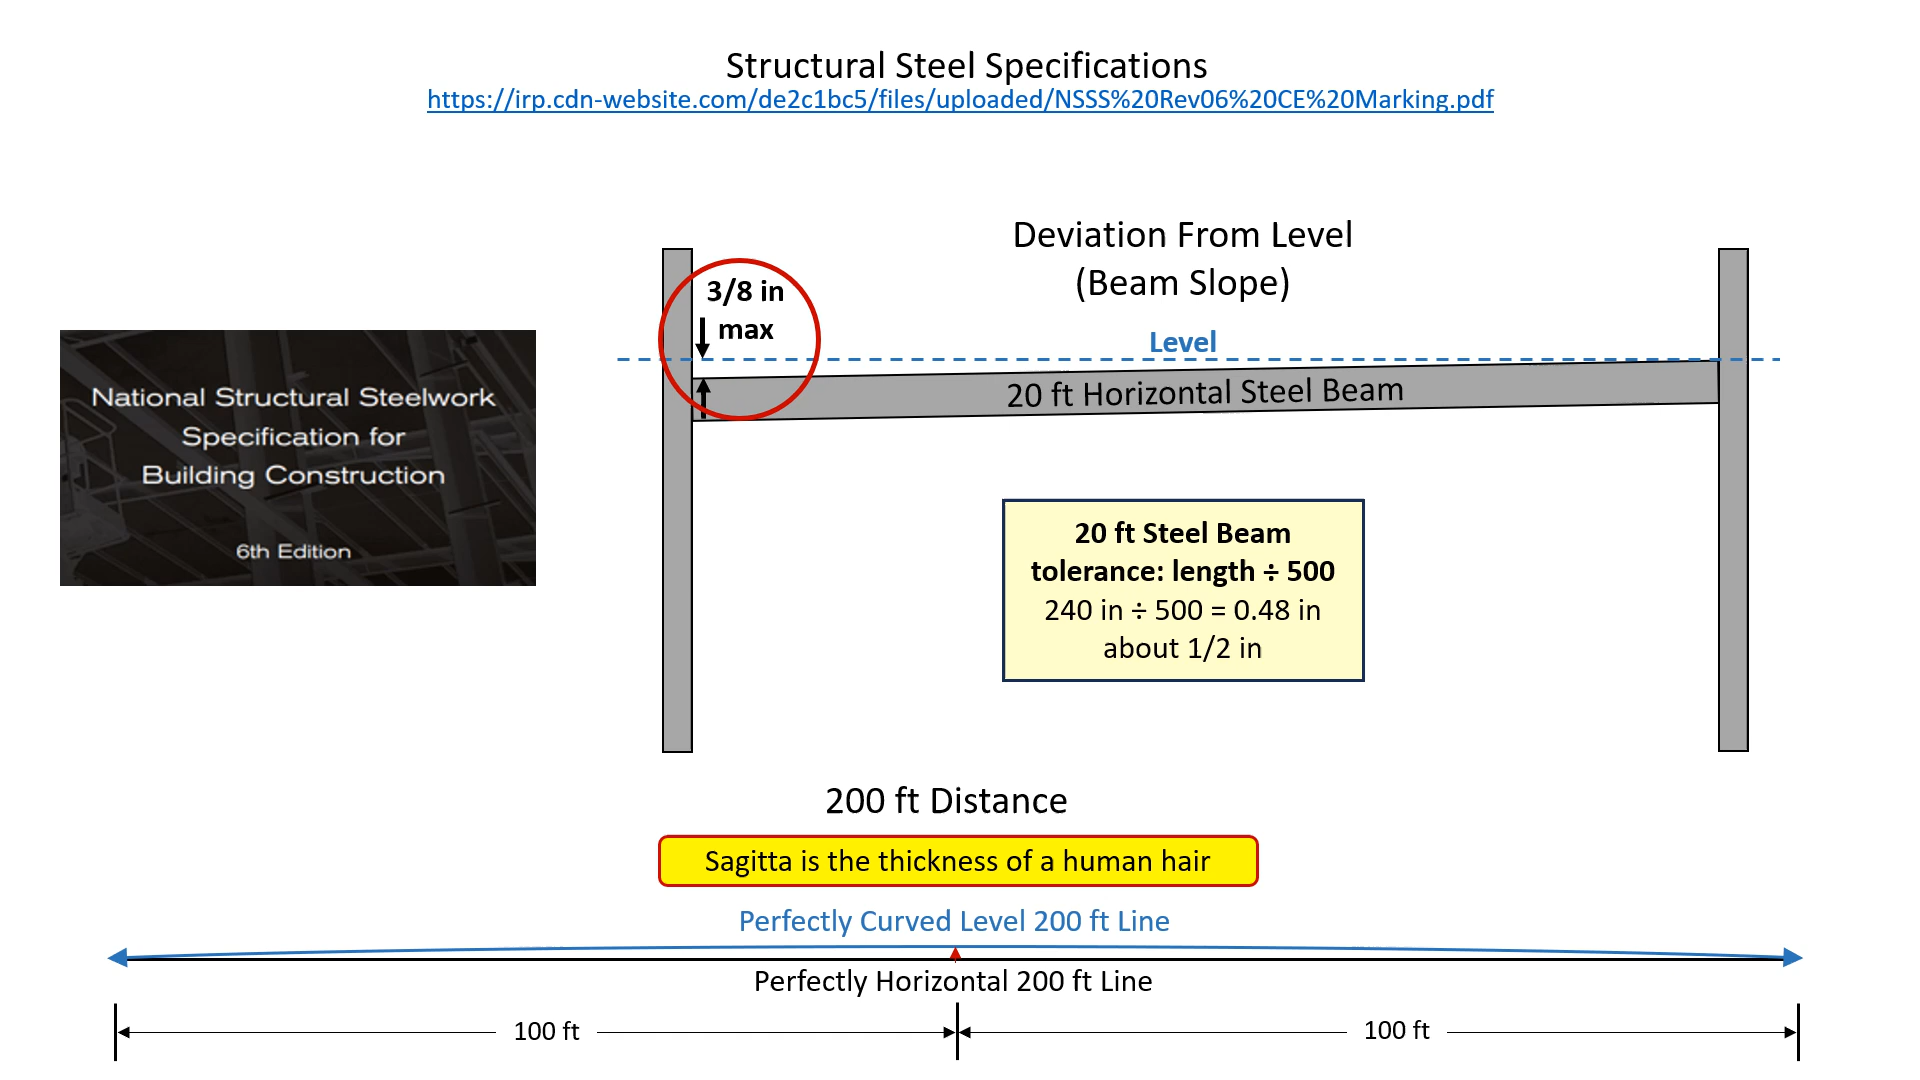 Structural Steel Specifications
https://irp.cdn-website.com/de2c1bc5/files/uploaded/NSSS%20Rev06%20CE%20Marking.pdf
Deviation From Level
(Beam Slope)
3/8 in
max
Level
20 ft Horizontal Steel Beam
National Structural Steelwork
Specification for
Building Construction
6th Edition
20 ft Steel Beam
tolerance: length ÷ 500
240 in ÷ 500 = 0.48 in
about 1/2 in
200 ft Distance
Sagitta is the thickness of a human hair
Perfectly Curved Level 200 ft Line
Perfectly Horizontal 200 ft Line
100 ft
100 ft